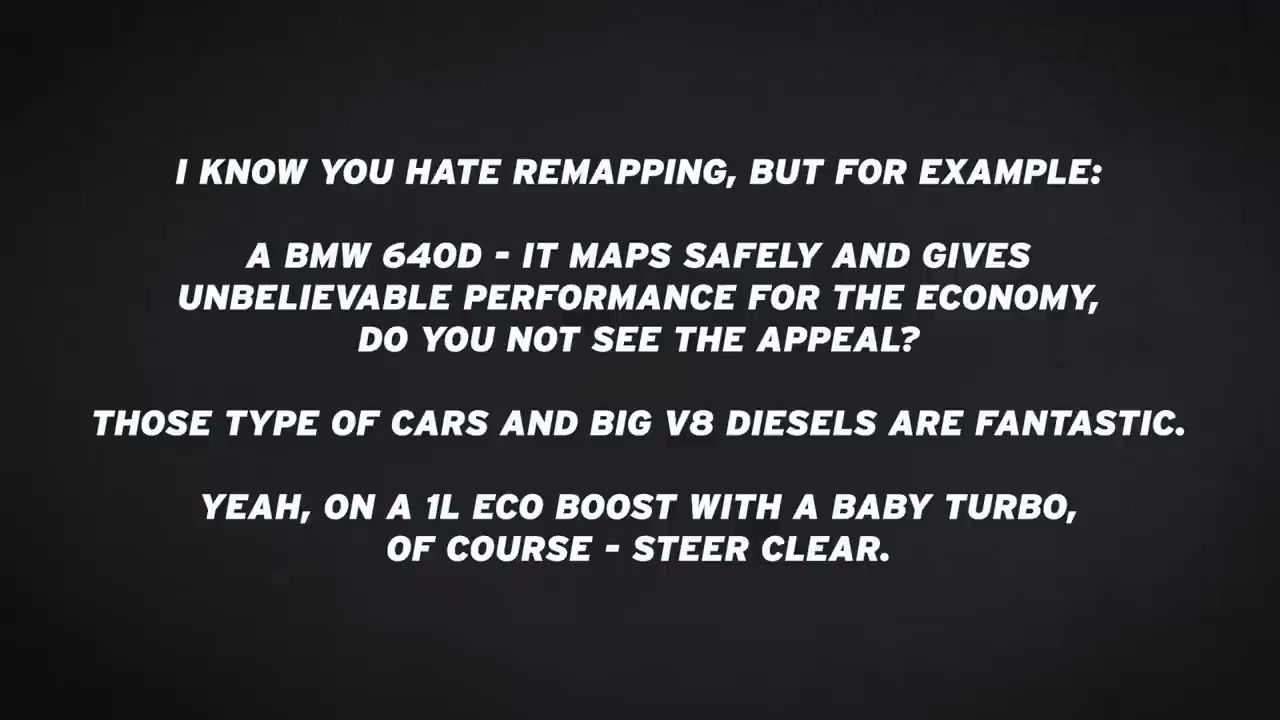 I KNOW YOU HATE REMAPPING, BUT FOR EXAMPLE:
A BMW 640D - IT MAPS SAFELY AND GIVES
UNBELIEVABLE PERFORMANCE FOR THE ECONOMY,
DO YOU NOT SEE THE APPEAL?
THOSE TYPE OF CARS AND BIG V8 DIESELS ARE FANTASTIC.
YEAH, ON A 1L ECO BOOST WITH A BABY TURBO,
OF COURSE - STEER CLEAR.